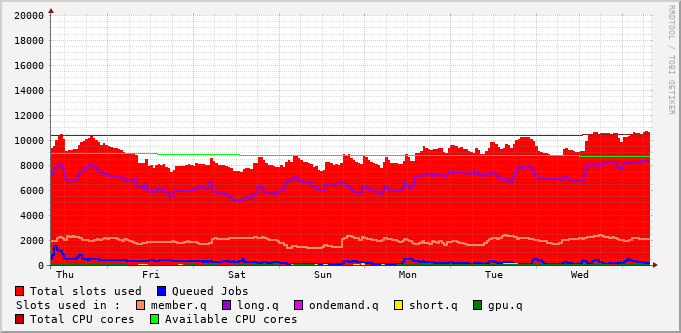 20000
18000
16000
14000
12000
10000
8000
6000
4000
2000
0
Thu Fri Sat Sun Mon Tue Wed
Total slots used Queued Jobs
Slots used in : member.q long.q ondemand.q short.q gpu.q
Total CPU cores Available CPU cores
RRDTOOL / TOBI OETIKER